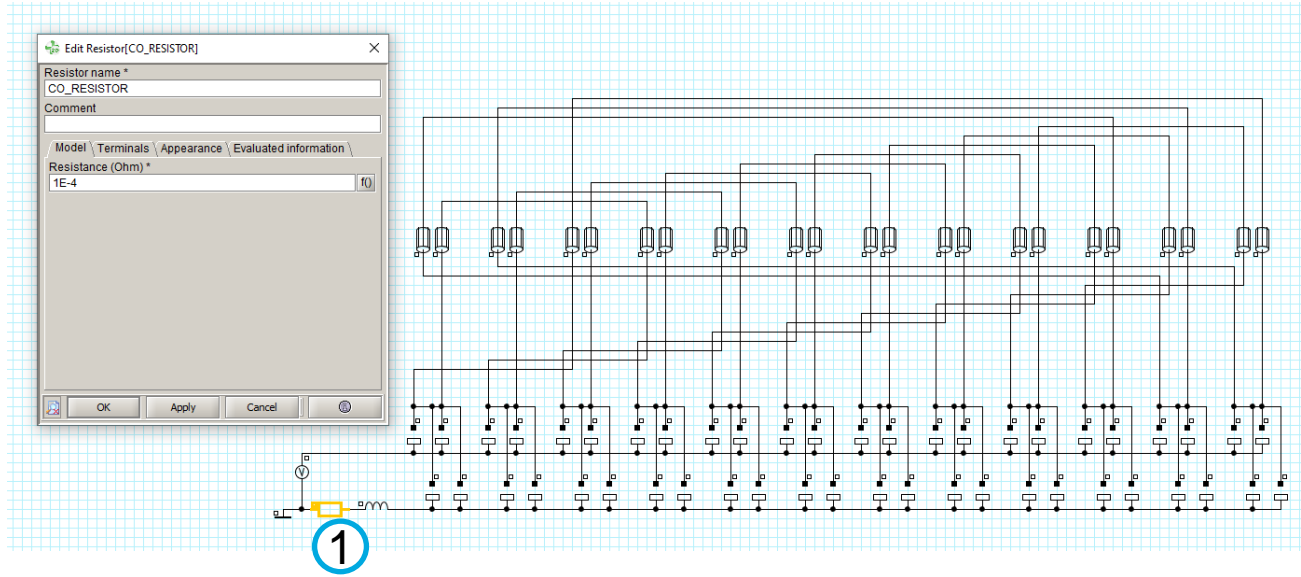 Edit Resistor[CO_RESISTOR]
Resistor name *
CO_RESISTOR
Comment
Model Terminals Appearance Evaluated information
Resistance (Ohm) *
1E-4 f()
OK Apply Cancel
V
1